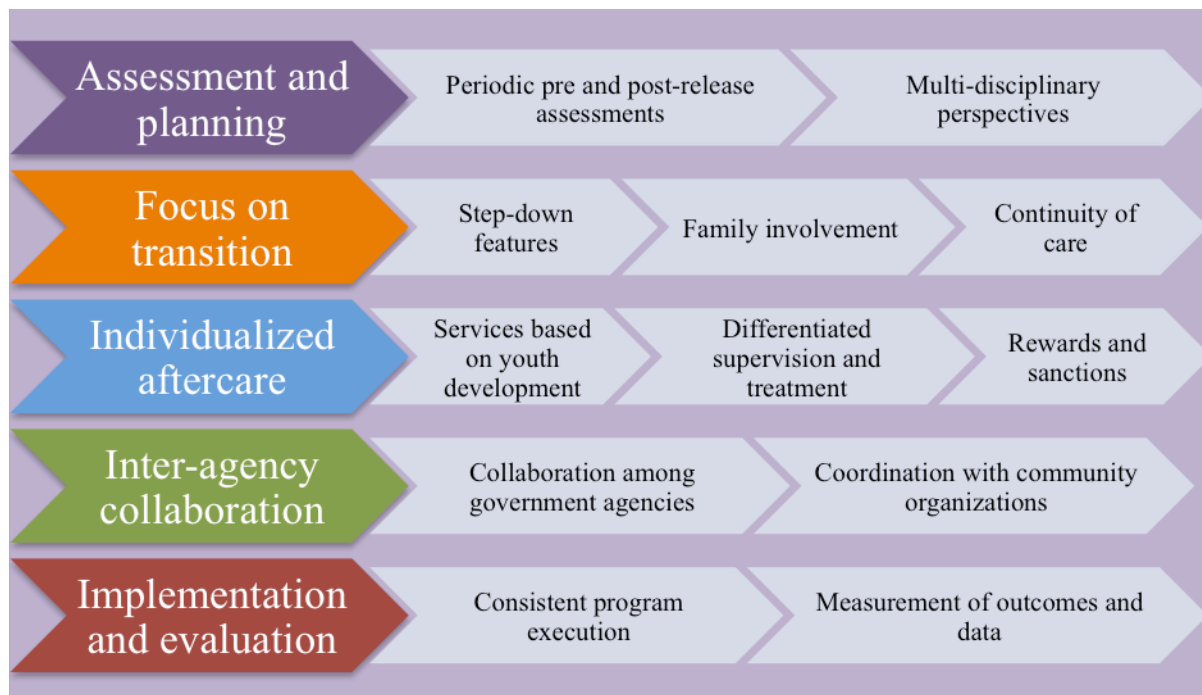 Assessment and
planning
Periodic pre and post-release
assessments
Multi-disciplinary
perspectives
Focus on
transition
Step-down
features
Family involvement
Continuity of
care
Individualized
aftercare
Services based
on youth
development
Differentiated
supervision and
treatment
Rewards and
sanctions
Inter-agency
collaboration
Collaboration among
government agencies
Coordination with community
organizations
Implementation
and evaluation
Consistent program
execution
Measurement of outcomes and
data